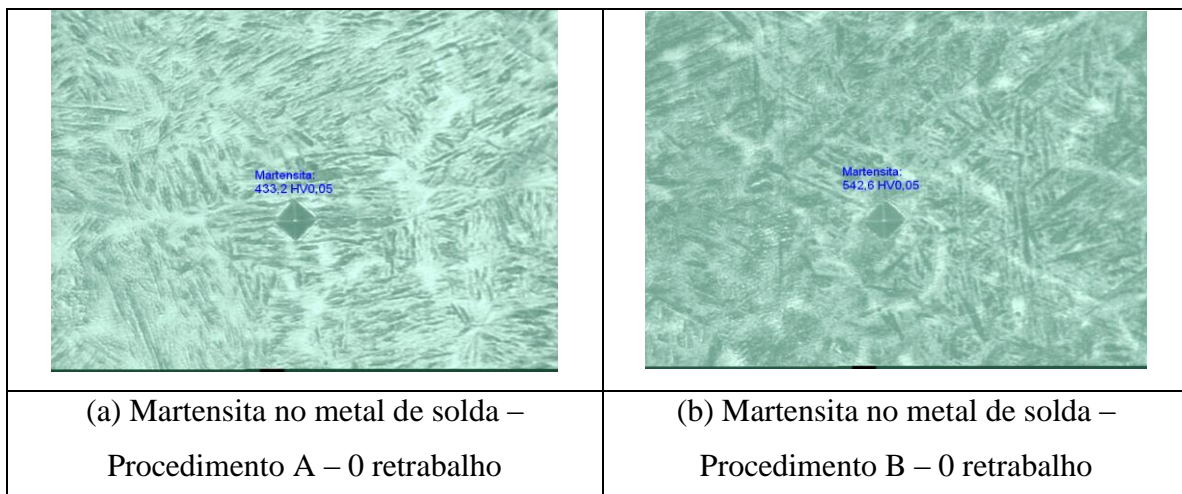 Martensita:
433,2 HV0,05
Martensita:
542,6 HV0,05
(a) Martensita no metal de solda –
Procedimento A – 0 retrabalho
(b) Martensita no metal de solda –
Procedimento B – 0 retrabalho